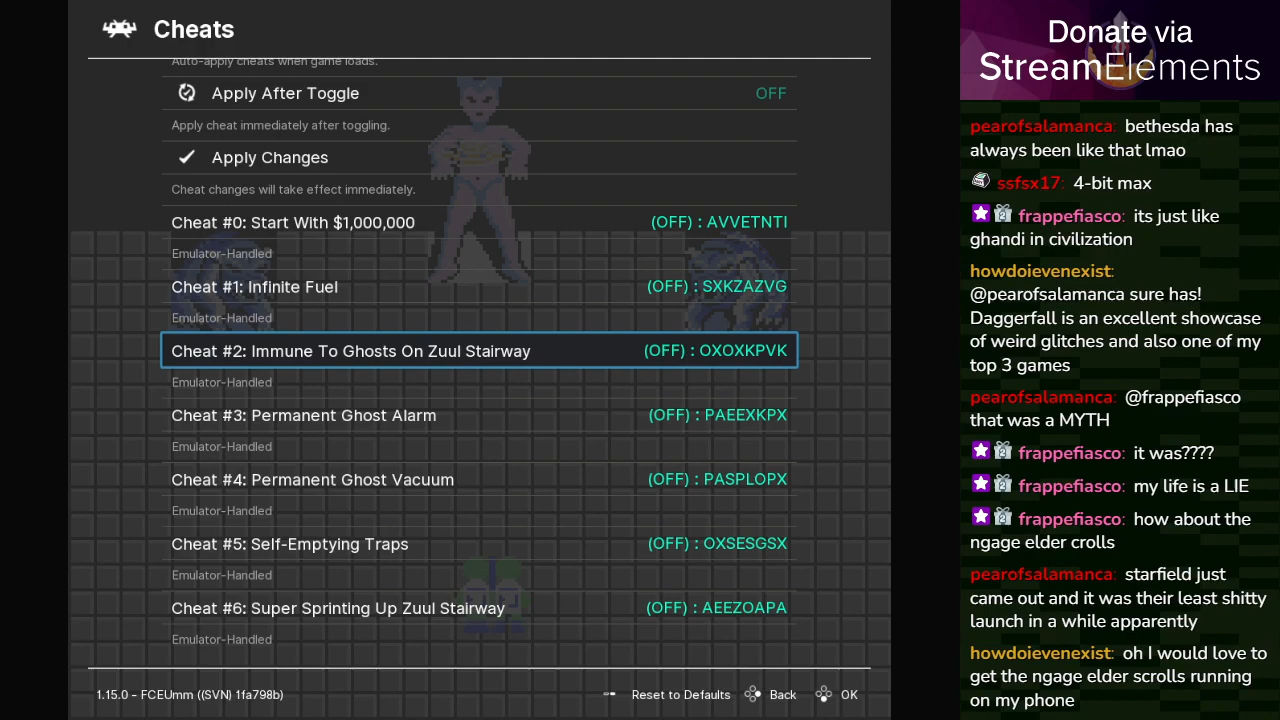 Cheats
Auto-apply cheats when game loads.
Apply After Toggle OFF
Apply cheat immediately after toggling.
Apply Changes
Cheat changes will take effect immediately.
Cheat #0: Start With $1,000,000 (OFF) : AVVETNTI
Emulator-Handled
Cheat #1: Infinite Fuel (OFF) : SXKZAZVG
Emulator-Handled
Cheat #2: Immune To Ghosts On Zuul Stairway (OFF) : OXOXKPVK
Emulator-Handled
Cheat #3: Permanent Ghost Alarm (OFF) : PAEEXKPX
Emulator-Handled
Cheat #4: Permanent Ghost Vacuum (OFF) : PASPLOPX
Emulator-Handled
Cheat #5: Self-Emptying Traps (OFF) : OXSESGSX
Emulator-Handled
Cheat #6: Super Sprinting Up Zuul Stairway (OFF) : AEEZOAPA
Emulator-Handled
1.15.0 - FCEUmm ((SVN) 1fa798b) Reset to Defaults Back OK
Donate via
StreamElements
pearofsalamanca: bethesda has
always been like that lmao
ssfsx17: 4-bit max
2 frappefiasco: its just like
ghandi in civilization
howdoievenexist:
@pearofsalamanca sure has!
Daggerfall is an excellent showcase
of weird glitches and also one of my
top 3 games
pearofsalamanca: @frappefiasco
that was a MYTH
2 frappefiasco: it was????
2 frappefiasco: my life is a LIE
2 frappefiasco: how about the
ngage elder crolls
pearofsalamanca: starfield just
came out and it was their least shitty
launch in a while apparently
howdoievenexist: oh I would love to
get the ngage elder scrolls running
on my phone